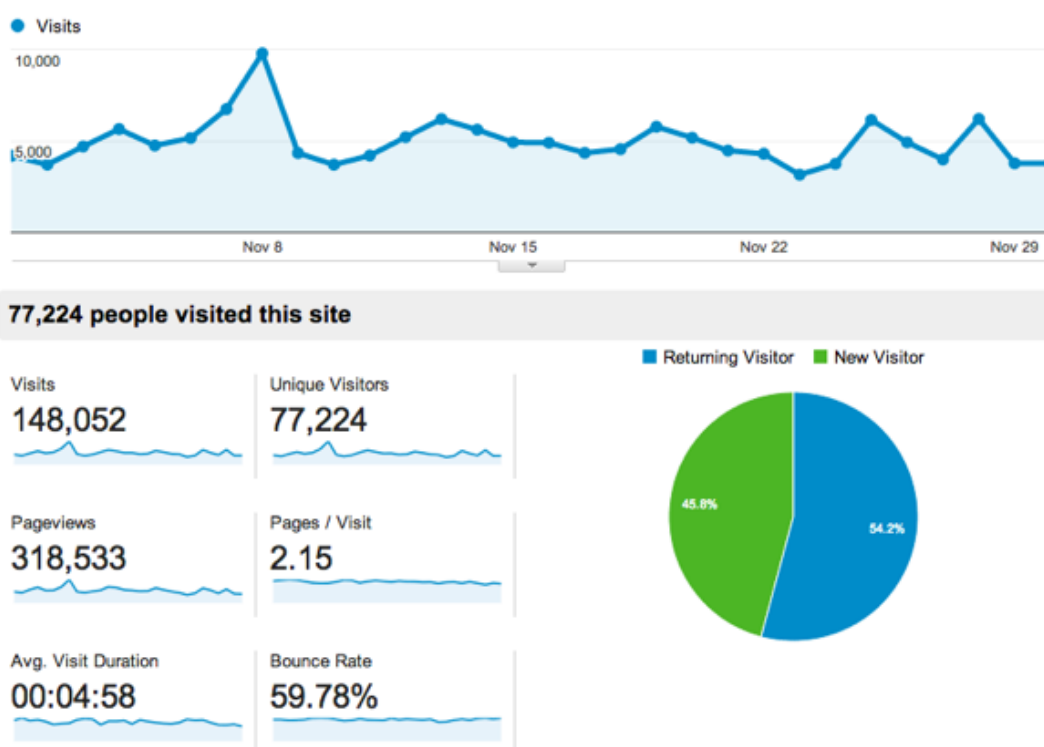 Visits
10,000
5,000
Nov 8 Nov 15 Nov 22 Nov 29
77,224 people visited this site
Returning Visitor New Visitor
Visits Unique Visitors
148,052 77,224
45.8%
54.2%
Pageviews Pages / Visit
318,533 2.15
Avg. Visit Duration Bounce Rate
00:04:58 59.78%